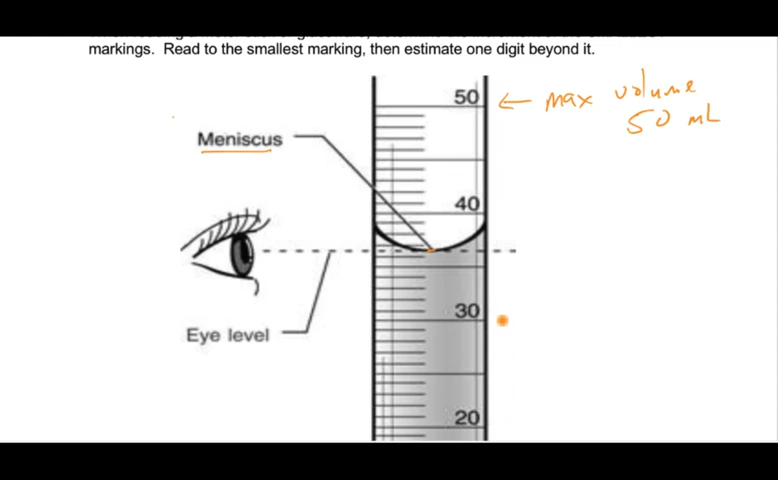 markings. Read to the smallest marking, then estimate one digit beyond it.
50
max volume
50 mL
Meniscus
40
30
Eye level
20